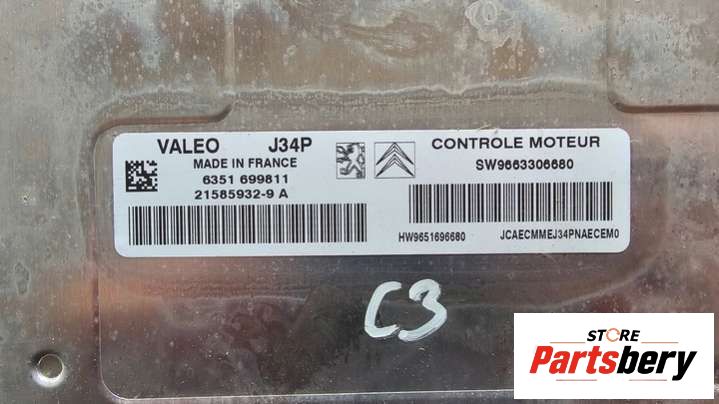 VALEO J34P
MADE IN FRANCE
6351 699811
21585932-9 A
CONTROLE MOTEUR
SW9663306680
HW9651696680 JCAECMMEJ34PNAECEM0
C3
STORE
Partsbery